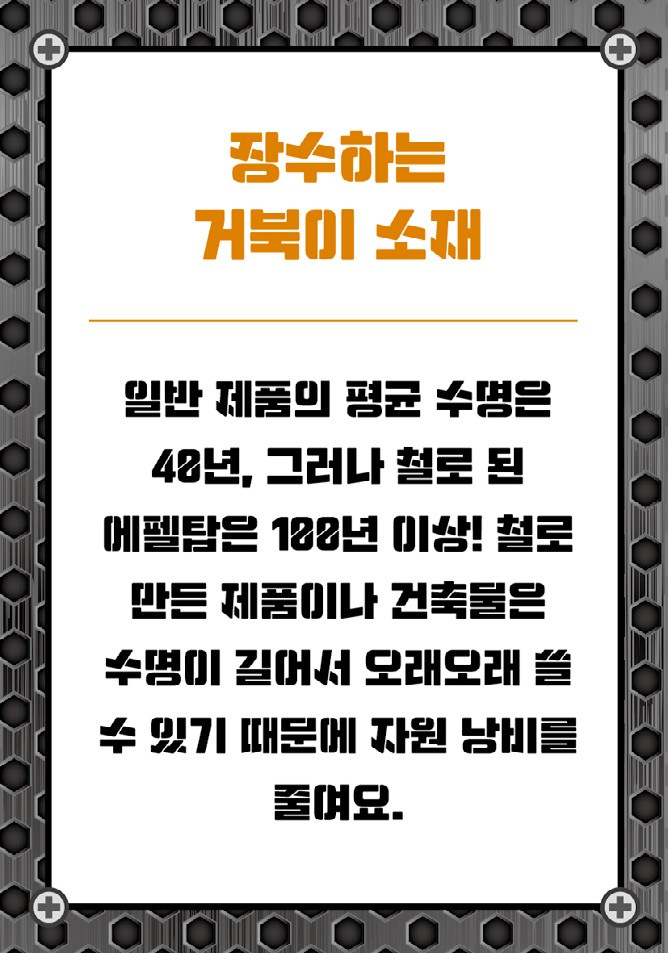 장수하는
거북이 소재
일반 제품의 평균 수명은
40년, 그러나 철로 된
에펠탑은 100년 이상! 철로
만든 제품이나 건축물은
수명이 길어서 오래오래 쓸
수 있기 때문에 자원 낭비를
줄여요.